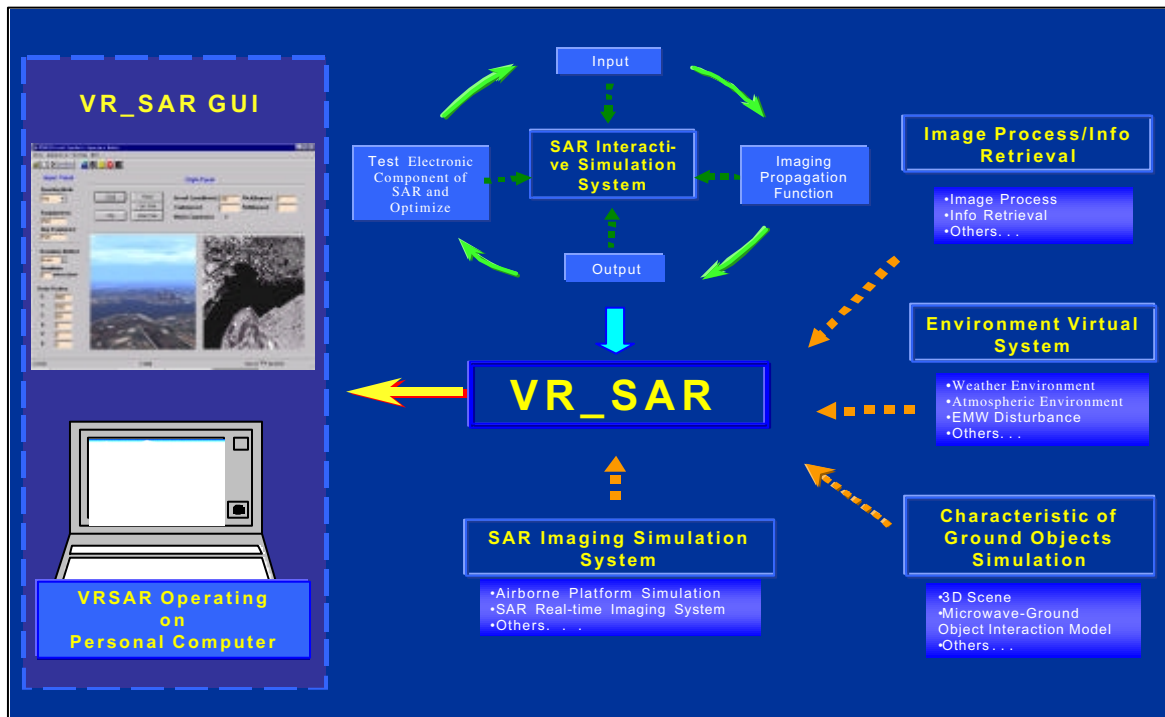 VR_SAR GUI
Input
Test Electronic
Component of
SAR and
Optimize
SAR Interacti-
ve Simulation
System
Imaging
Propagation
Function
Output
Image Process/Info
Retrieval
•Image Process
•Info Retrieval
•Others. . .
VR_SAR
Environment Virtual
System
•Weather Environment
•Atmospheric Environment
•EMW Disturbance
•Others. . .
SAR Imaging Simulation
System
•Airborne Platform Simulation
•SAR Real-time Imaging System
•Others. . .
Characteristic of
Ground Objects
Simulation
•3D Scene
•Microwave-Ground
Object Interaction Model
•Others . . .
VRSAR Operating
on
Personal Computer